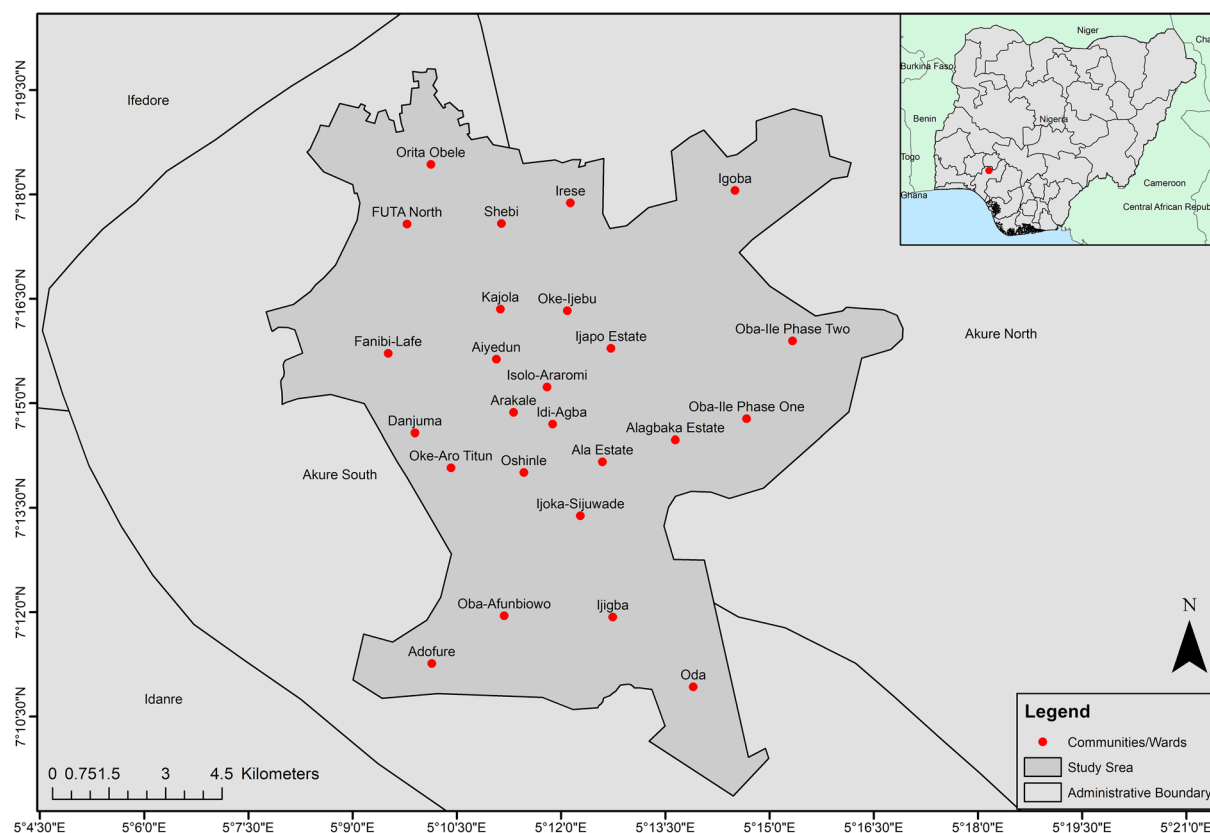 Niger
Cha
Burkina Faso
Benin
Nigeria
Togo
Ghana
Cameroon
Central African Repub
7°19'30"N
7°18'0"N
7°16'30"N
7°15'0"N
7°13'30"N
7°12'0"N
7°10'30"N
Ifedore
Orita Obele
Irese
Igoba
FUTA North
Shebi
Kajola
Oke-Ijebu
Oba-Ile Phase Two
Akure North
Fanibi-Lafe
Aiyedun
Ijapo Estate
Isolo-Araromi
Arakale
Idi-Agba
Oba-Ile Phase One
Danjuma
Alagbaka Estate
Oke-Aro Titun
Oshinle
Ala Estate
Akure South
Ijoka-Sijuwade
Oba-Afunbiowo
Ijigba
Adofure
Oda
Idanre
N
Legend
Communities/Wards
Study Srea
Administrative Boundary
0 0.75 1.5 3 4.5 Kilometers
5°4'30"E 5°6'0"E 5°7'30"E 5°9'0"E 5°10'30"E 5°12'0"E 5°13'30"E 5°15'0"E 5°16'30"E 5°18'0"E 5°19'30"E 5°21'0"E